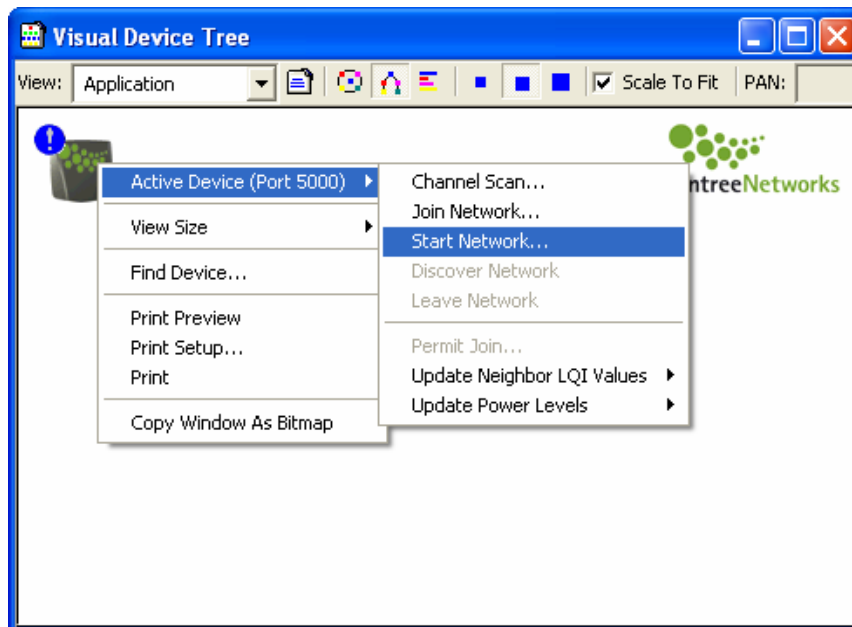 Visual Device Tree
View: Application Scale To Fit PAN:
ntreeNetworks
Active Device (Port 5000)
View Size
Find Device...
Print Preview
Print Setup...
Print
Copy Window As Bitmap
Channel Scan...
Join Network...
Start Network...
Discover Network
Leave Network
Permit Join...
Update Neighbor LQI Values
Update Power Levels